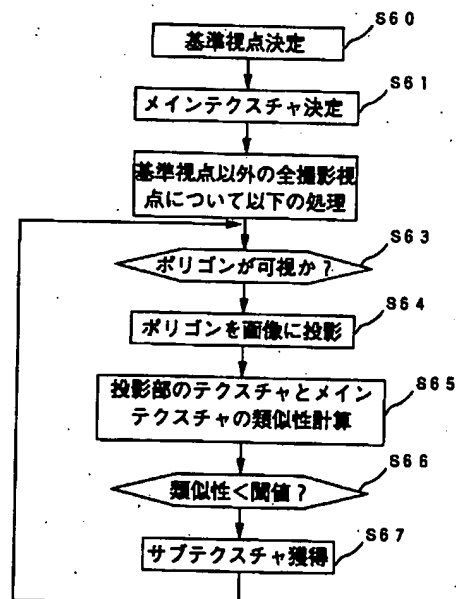 S60
基準視点決定
S61
メインテクスチャ決定
基準視点以外の全撮影視
点について以下の処理
S63
ポリゴンが可視か?
S64
ポリゴンを画像に投影
S65
投影部のテクスチャとメイン
テクスチャの類似性計算
S66
類似性<閾値?
S67
サブテクスチャ獲得